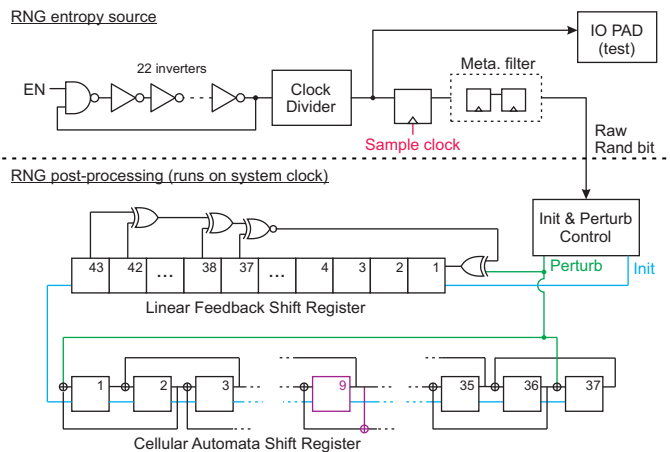 RNG entropy source
IO PAD
(test)
22 inverters
EN
Clock
Divider
Meta. filter
Sample clock
Raw
Rand bit
RNG post-processing (runs on system clock)
Init & Perturb
Control
43 42 ... 38 37 ... 4 3 2 1
Perturb
Init
Linear Feedback Shift Register
1 2 3 9 35 36 37
Cellular Automata Shift Register